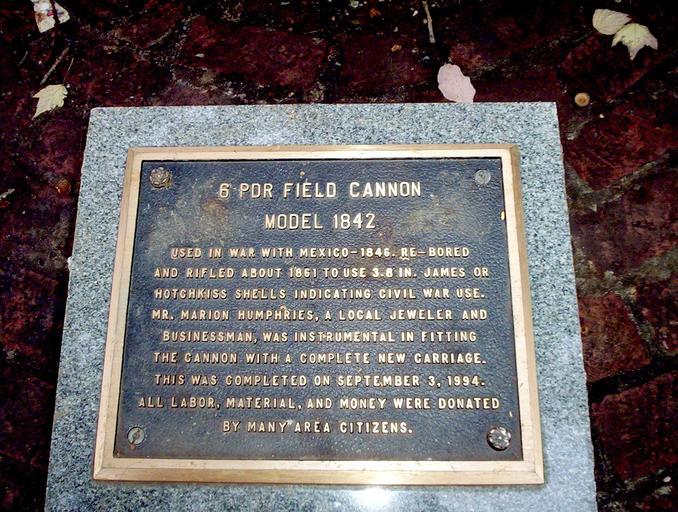 6 PDR FIELD CANNON
MODEL 1842
USED IN WAR WITH MEXICO-1846. RE-BORED
AND RIFLED ABOUT 1861 TO USE 3.8 IN. JAMES OR
HOTCHKISS SHELLS INDICATING CIVIL WAR USE.
MR. MARION HUMPHRIES, A LOCAL JEWELER AND
BUSINESSMAN, WAS INSTRUMENTAL IN FITTING
THE CANNON WITH A COMPLETE NEW CARRIAGE.
THIS WAS COMPLETED ON SEPTEMBER 3, 1994.
ALL LABOR, MATERIAL, AND MONEY WERE DONATED
BY MANY AREA CITIZENS.